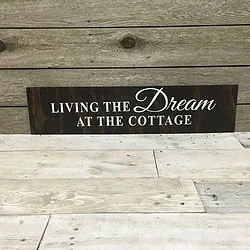 LIVING THE Dream
AT THE COTTAGE